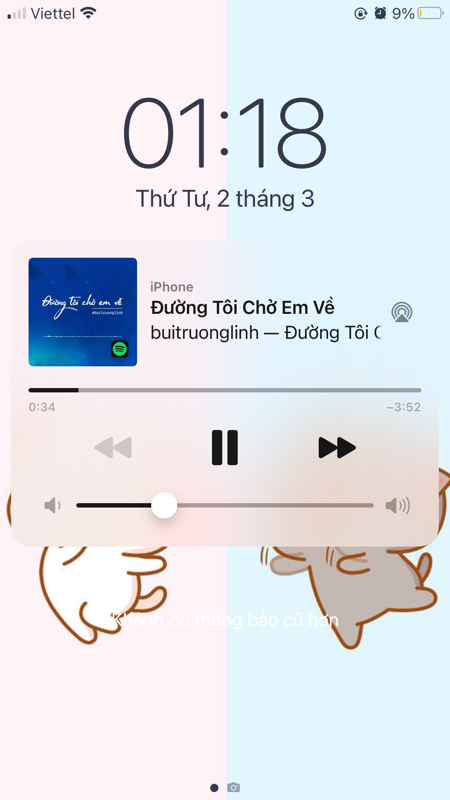 Viettel 9%
01:18
Thứ Tư, 2 tháng 3
Đường tôi chờ em về
#buitruonglinh
iPhone
Đường Tôi Chở Em Về
buitruonglinh — Đường Tôi C
0:34 −3:52
Không có thông báo cũ hơn